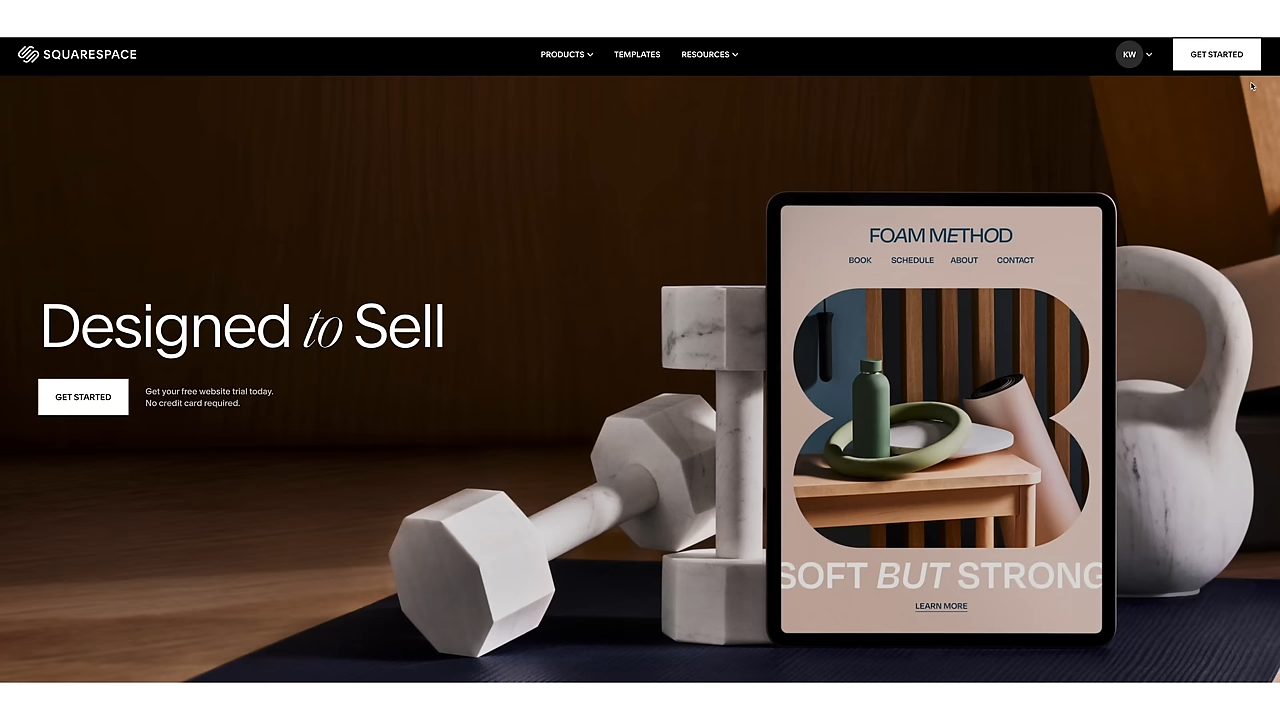 SQUARESPACE
PRODUCTS
TEMPLATES
RESOURCES
KW
GET STARTED
FOAM METHOD
BOOK SCHEDULE ABOUT CONTACT
Designed to Sell
GET STARTED
Get your free website trial today.
No credit card required.
SOFT BUT STRONG
LEARN MORE